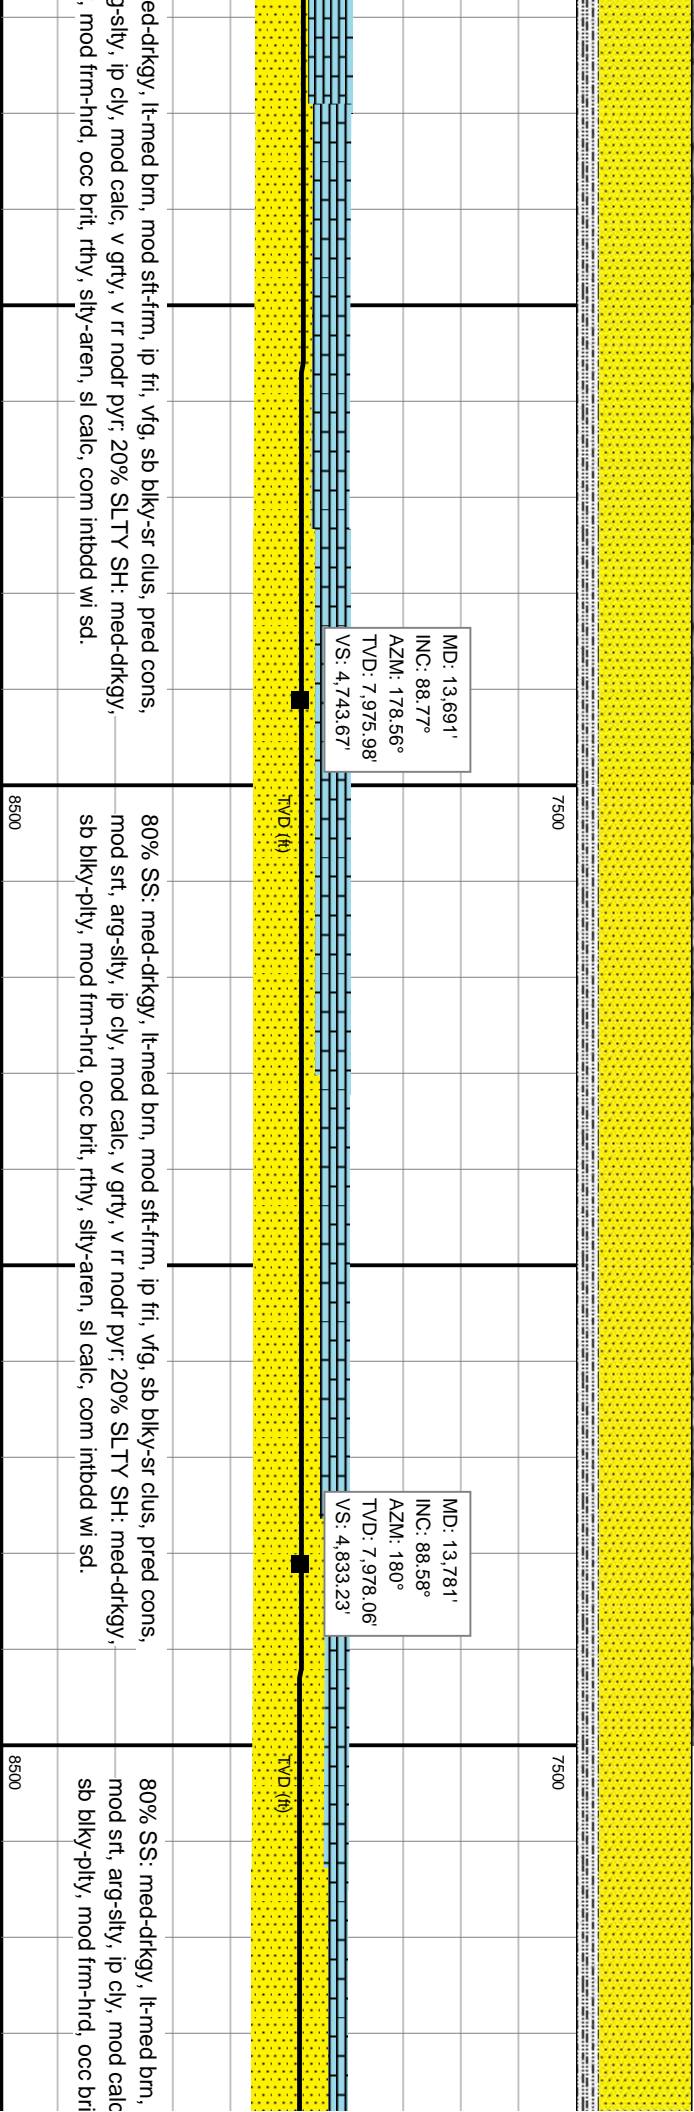 ed-drkgy, lt-med brn, mod sft-frm, ip fri, vfg, sb blky-sr clus, pred cons,
g-slty, ip cly, mod calc, v grty, v rr nodr pyr; 20% SLTY SH: med-drkgy,
, mod frm-hrd, occ brit, rthy, slty-aren, sl calc, com intbdd wi sd.
MD: 13,691'
INC: 88.77°
AZM: 178.56°
TVD: 7,975.98'
VS: 4,743.67'
7500
TVD (ft)
8500
80% SS: med-drkgy, lt-med brn, mod sft-frm, ip fri, vfg, sb blky-sr clus, pred cons,
mod srt, arg-slty, ip cly, mod calc, v grty, v rr nodr pyr; 20% SLTY SH: med-drkgy,
sb blky-plty, mod frm-hrd, occ brit, rthy, slty-aren, sl calc, com intbdd wi sd.
MD: 13,781'
INC: 88.58°
AZM: 180°
TVD: 7,978.06'
VS: 4,833.23'
7500
TVD (ft)
8500
80% SS: med-drkgy, lt-med brn,
mod srt, arg-slty, ip cly, mod calc
sb blky-plty, mod frm-hrd, occ bri